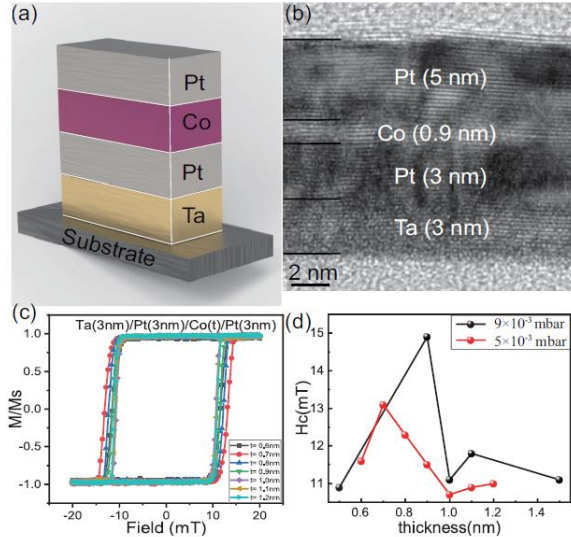 (a)
Pt
Co
Pt
Ta
Substrate
(b)
Pt (5 nm)
Co (0.9 nm)
Pt (3 nm)
Ta (3 nm)
2 nm
(c)
Ta(3nm)/Pt(3nm)/Co(t)/Pt(3nm)
M/Ms
1.0
0.5
0.0
-0.5
-1.0
t= 0.6nm
t= 0.7nm
t= 0.8nm
t= 0.9nm
t= 1.0nm
t= 1.1nm
t= 1.2nm
-20 -10 0 10 20
Field (mT)
(d)
9×10⁻³ mbar
5×10⁻³ mbar
Hc(mT)
15
14
13
12
11
0.6 0.8 1.0 1.2 1.4
thickness(nm)